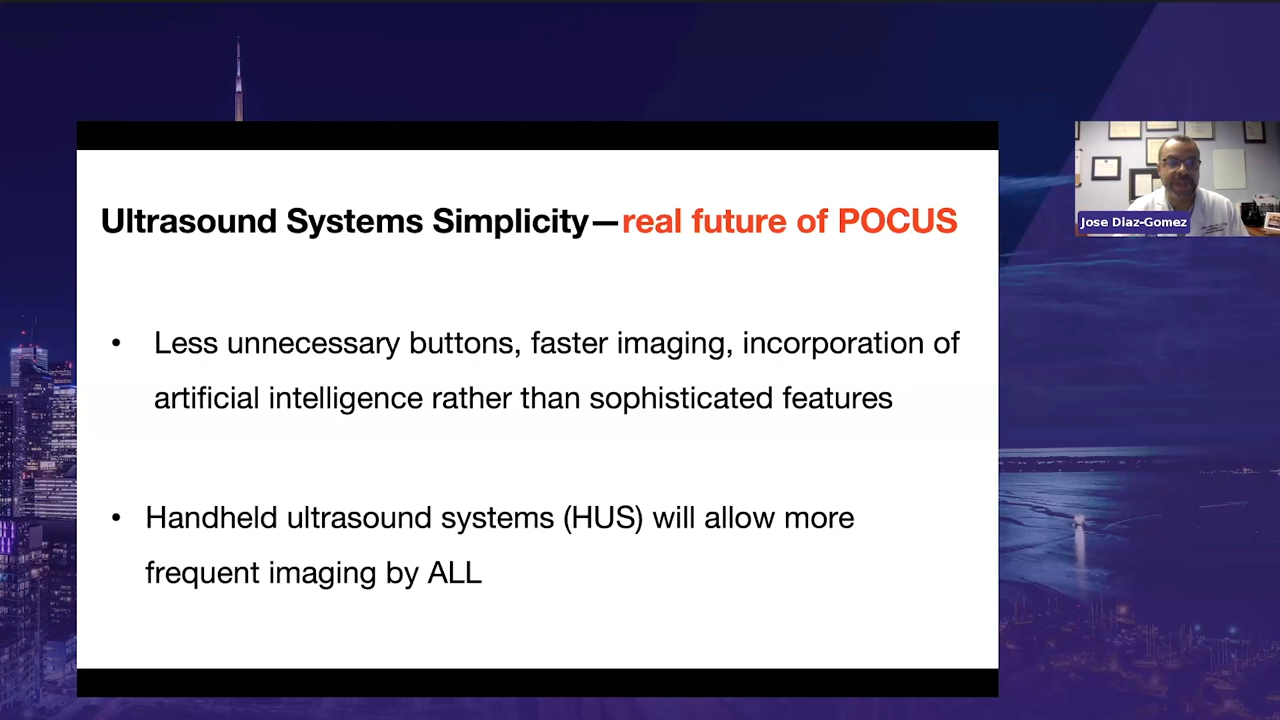 Ultrasound Systems Simplicity—real future of POCUS
Jose Diaz-Gomez
• Less unnecessary buttons, faster imaging, incorporation of
artificial intelligence rather than sophisticated features
• Handheld ultrasound systems (HUS) will allow more
frequent imaging by ALL